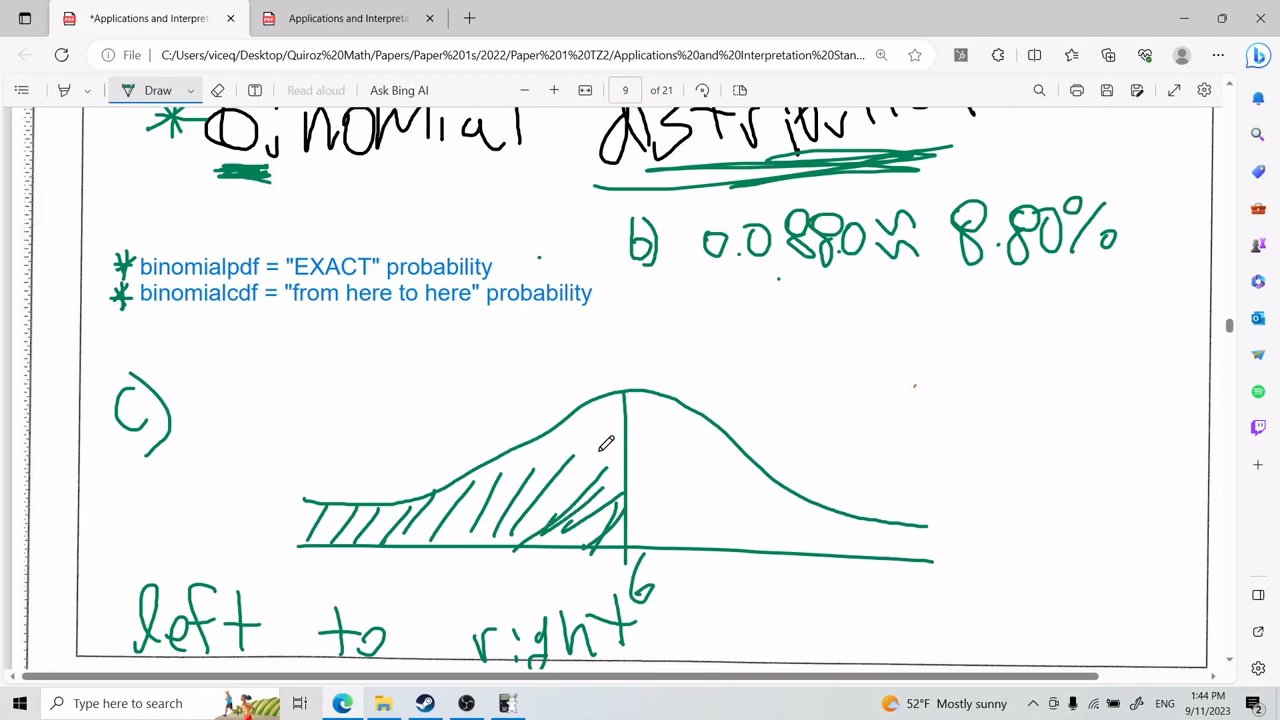 *Applications and Interpret
Applications and Interpreta
File
C:/Users/viceq/Desktop/Quiroz%20Math/Papers/Paper%201s/2022/Paper%201%20TZ2/Applications%20and%20Interpretation%20Stan...
Draw
Read aloud
Ask Bing AI
9
of 21
* Binomial distribution
b) 0.0880 ≈ 8.80%
* binomialpdf = "EXACT" probability
* binomialcdf = "from here to here" probability
c)
6
left to right
Type here to search
52°F Mostly sunny
1:44 PM
9/11/2023
2